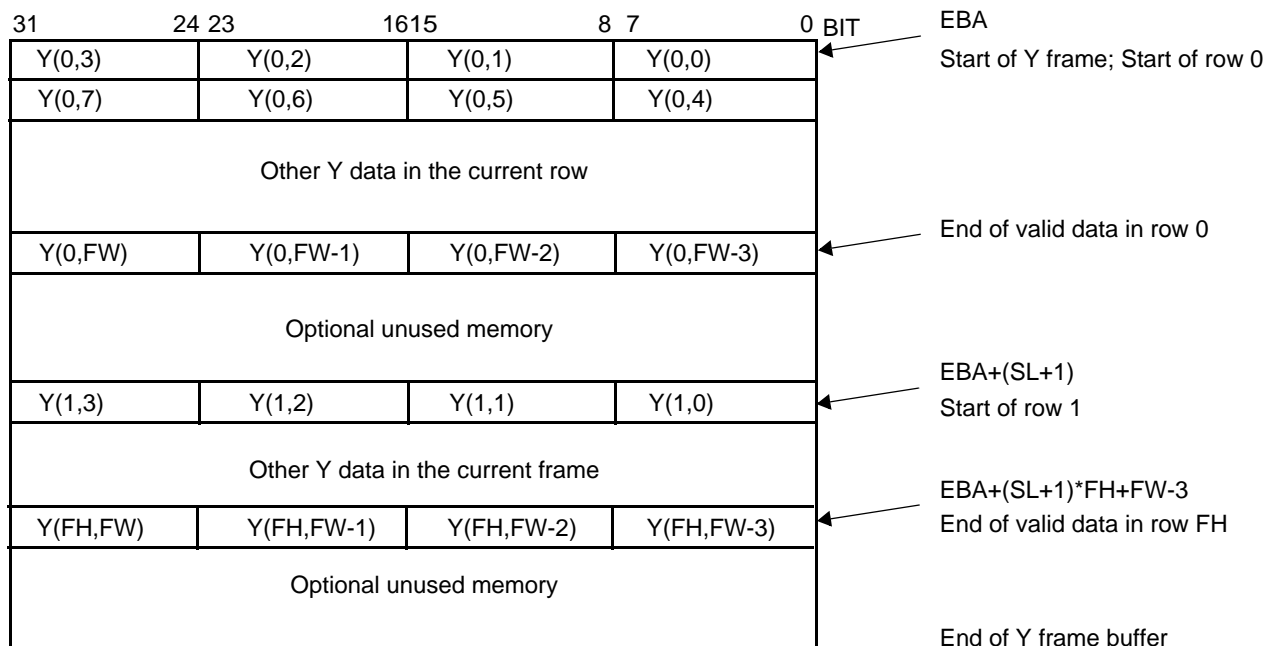 31 24 23 1615 8 7 0 BIT EBA
Y(0,3) Y(0,2) Y(0,1) Y(0,0) Start of Y frame; Start of row 0
Y(0,7) Y(0,6) Y(0,5) Y(0,4)
Other Y data in the current row
Y(0,FW) Y(0,FW-1) Y(0,FW-2) Y(0,FW-3) End of valid data in row 0
Optional unused memory
EBA+(SL+1)
Y(1,3) Y(1,2) Y(1,1) Y(1,0) Start of row 1
Other Y data in the current frame
EBA+(SL+1)*FH+FW-3
Y(FH,FW) Y(FH,FW-1) Y(FH,FW-2) Y(FH,FW-3) End of valid data in row FH
Optional unused memory
End of Y frame buffer